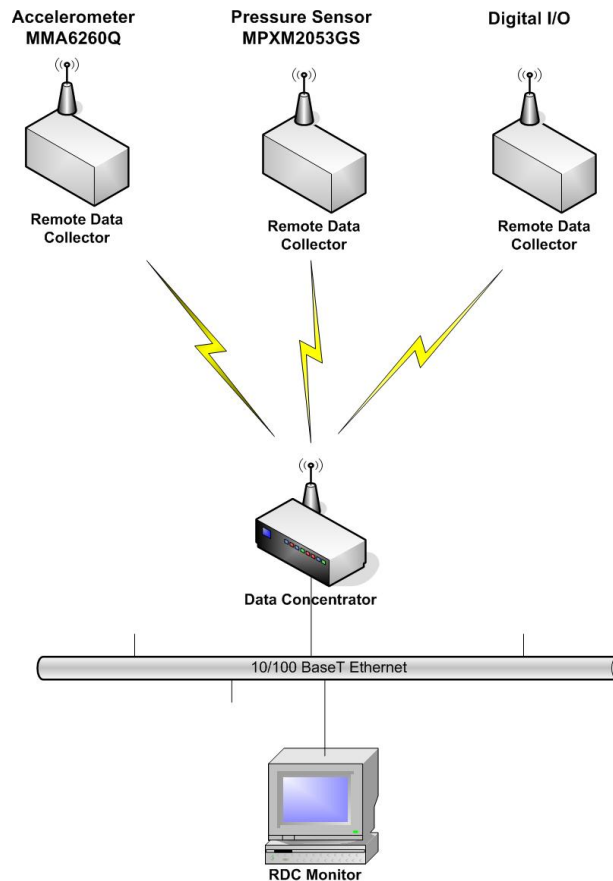 Accelerometer
MMA6260Q
Pressure Sensor
MPXM2053GS
Digital I/O
Remote Data
Collector
Remote Data
Collector
Remote Data
Collector
Data Concentrator
10/100 BaseT Ethernet
RDC Monitor